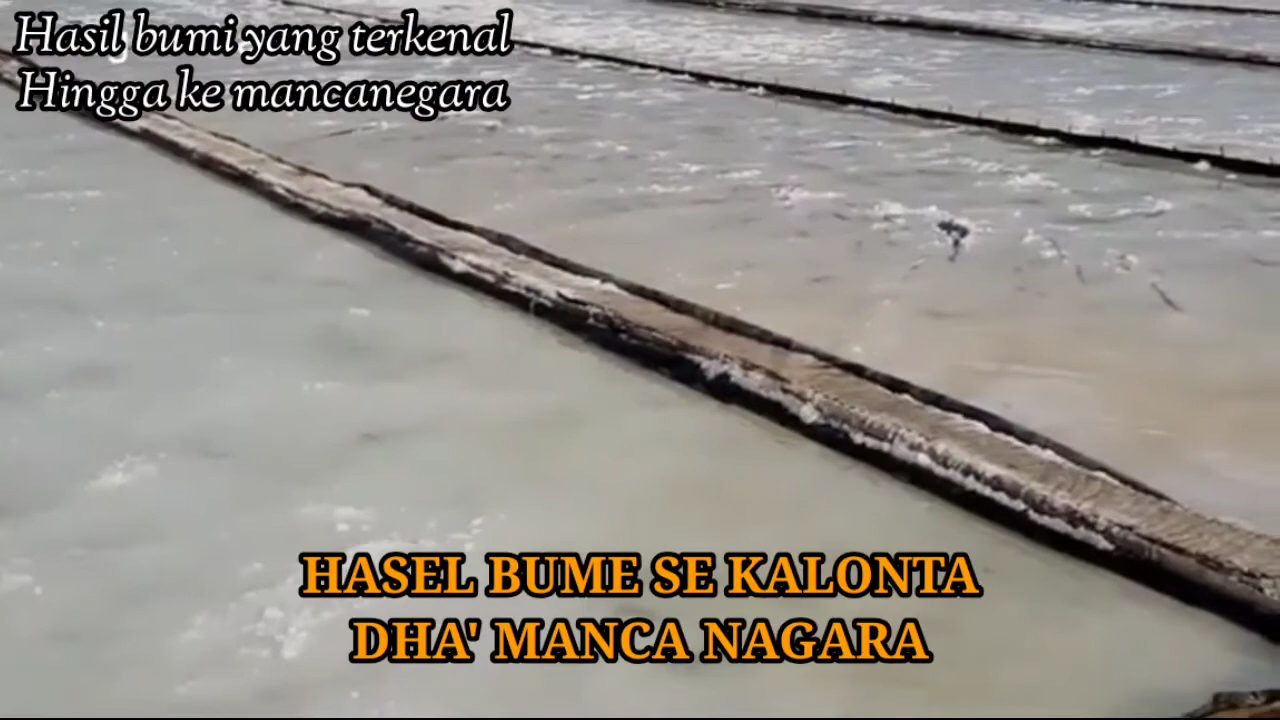 Hasil bumi yang terkenal
Hingga ke mancanegara
HASEL BUME SE KALONTA
DHA' MANCA NAGARA